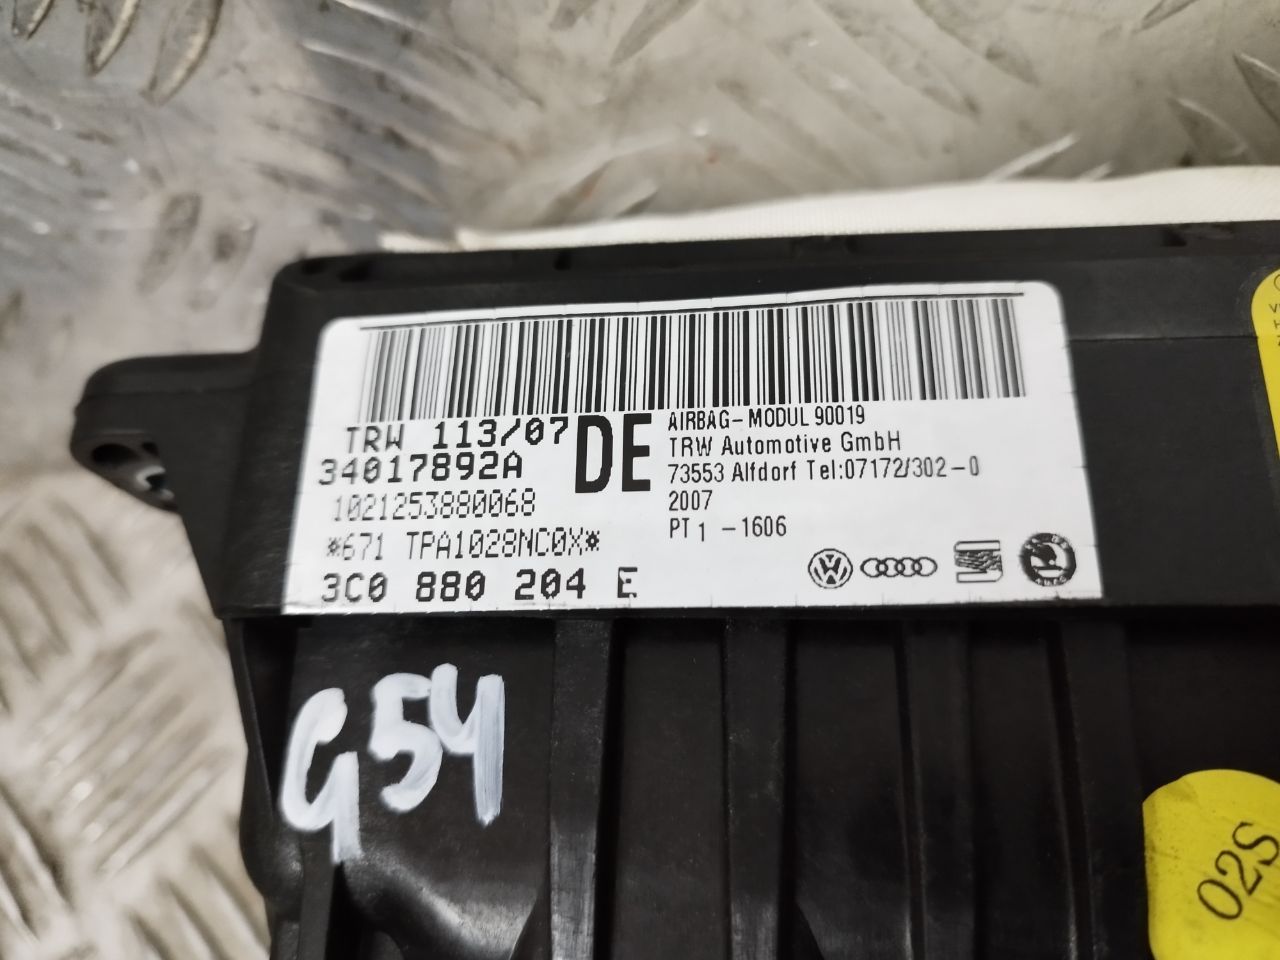 TRW 113/07
34017892A
1021253880068
*671 TPA1028NC0X*
3C0 880 204 E
DE
AIRBAG-MODUL 90019
TRW Automotive GmbH
73553 Alfdorf Tel:07172/302-0
2007
PT 1 -1606
G54
02S